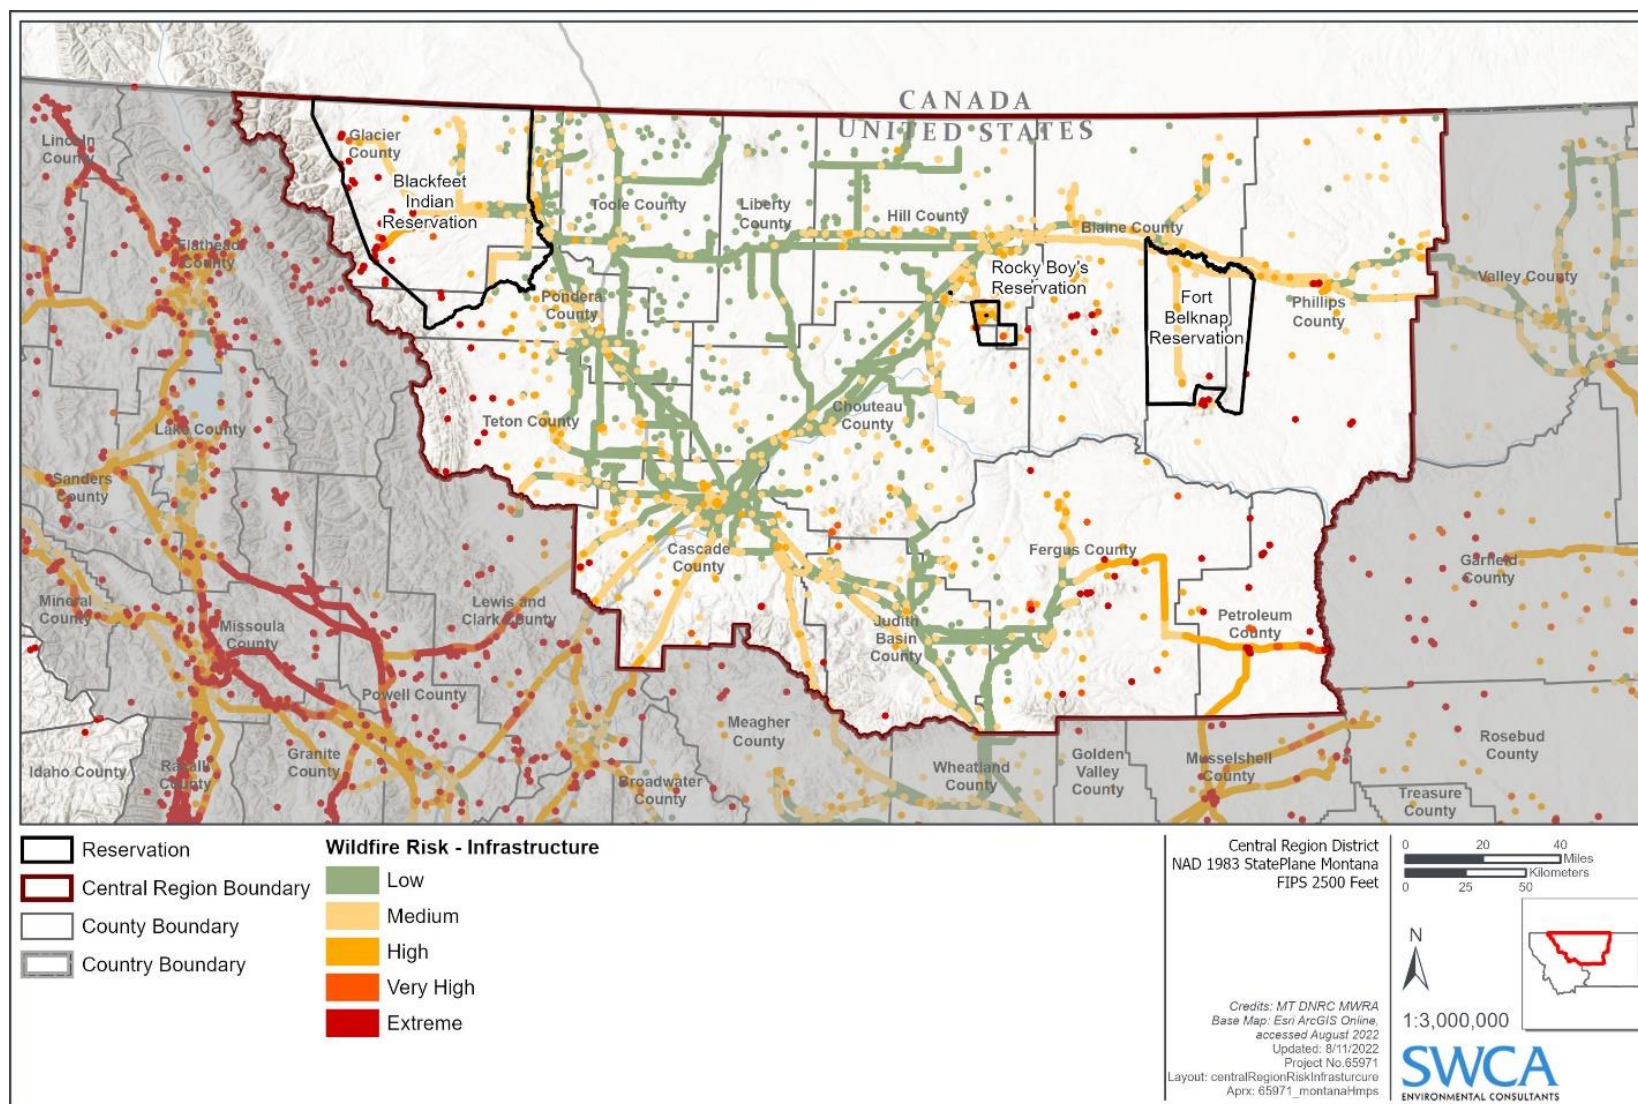 CANADA
UNITED STATES
Lincoln
County
Glacier
County
Blackfeet
Indian
Reservation
Toole County
Liberty
County
Hill County
Blaine County
Flathead
County
Rocky Boy's
Reservation
Pondera
County
Fort
Belknap
Reservation
Phillips
County
Valley County
Lake County
Teton County
Chouteau
County
Sanders
County
Cascade
County
Fergus County
Garfield
County
Mineral
County
Missoula
County
Lewis and
Clark County
Judith
Basin
County
Petroleum
County
Powell County
Meagher
County
Idaho County
Ravalli
County
Granite
County
Broadwater
County
Wheatland
County
Golden
Valley
County
Musselshell
County
Rosebud
County
Treasure
County
Reservation
Central Region Boundary
County Boundary
Country Boundary
Wildfire Risk - Infrastructure
Low
Medium
High
Very High
Extreme
Central Region District
NAD 1983 StatePlane Montana
FIPS 2500 Feet
Credits: MT DNRC MWRA
Base Map: Esri ArcGIS Online,
accessed August 2022
Updated: 8/11/2022
Project No.65971
Layout: centralRegionRiskInfrasturcure
Aprx: 65971_montanaHmps
0 20 40
Miles
Kilometers
0 25 50
N
1:3,000,000
SWCA
ENVIRONMENTAL CONSULTANTS